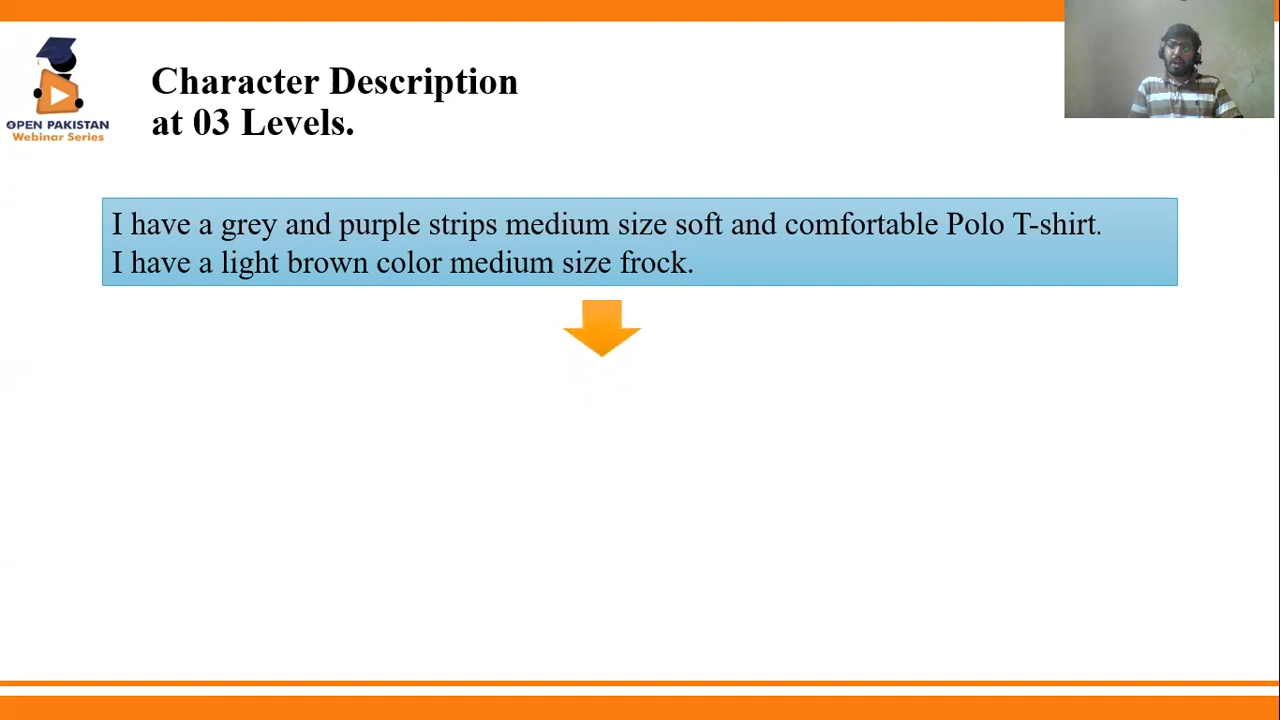 OPEN PAKISTAN
Webinar Series
Character Description
at 03 Levels.
I have a grey and purple strips medium size soft and comfortable Polo T-shirt.
I have a light brown color medium size frock.